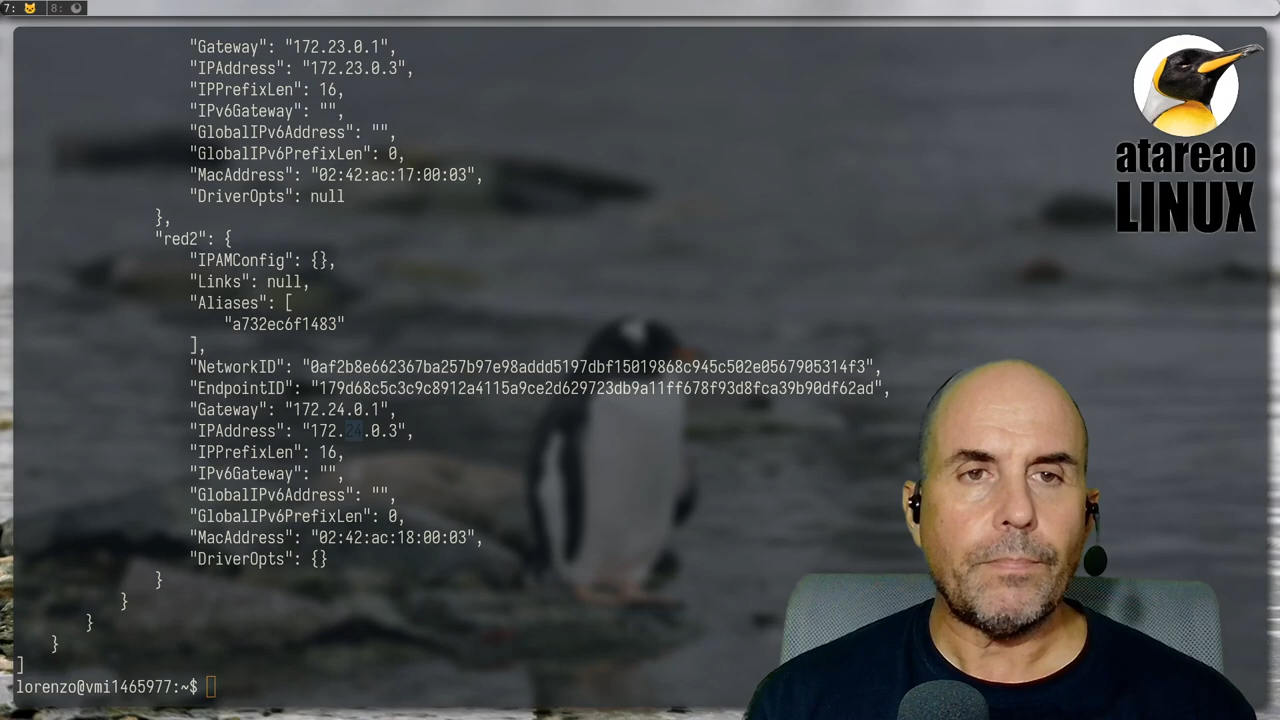 7: 8:
"Gateway": "172.23.0.1",
"IPAddress": "172.23.0.3",
"IPPrefixLen": 16,
"IPv6Gateway": "",
"GlobalIPv6Address": "",
"GlobalIPv6PrefixLen": 0,
"MacAddress": "02:42:ac:17:00:03",
"DriverOpts": null
},
"red2": {
"IPAMConfig": {},
"Links": null,
"Aliases": [
"a732ec6f1483"
],
"NetworkID": "0af2b8e662367ba257b97e98addd5197dbf15019868c945c502e0567905314f3",
"EndpointID": "179d68c5c3c9c8912a4115a9ce2d629723db9a11ff678f93d8fca39b90df62ad",
"Gateway": "172.24.0.1",
"IPAddress": "172.24.0.3",
"IPPrefixLen": 16,
"IPv6Gateway": "",
"GlobalIPv6Address": "",
"GlobalIPv6PrefixLen": 0,
"MacAddress": "02:42:ac:18:00:03",
"DriverOpts": {}
}
}
}
}
]
lorenzo@vmi1465977:~$
atareao
LINUX